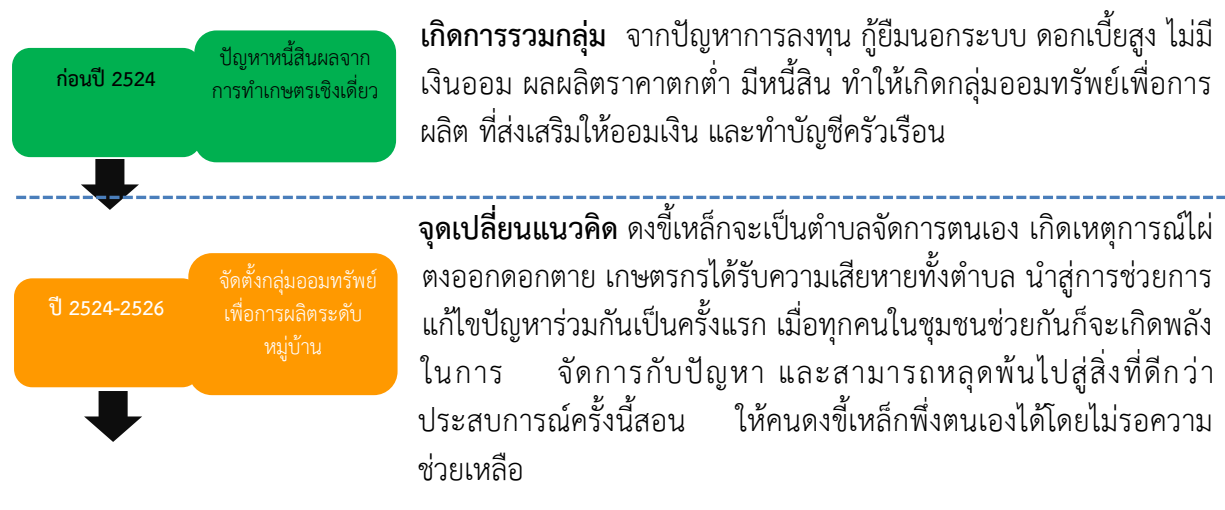 ก่อนปี 2524
ปัญหาหนี้สินผลจาก
การทำเกษตรเชิงเดี่ยว
เกิดการรวมกลุ่ม จากปัญหาการลงทุน กู้ยืมนอกระบบ ดอกเบี้ยสูง ไม่มี
เงินออม ผลผลิตราคาตกต่ำ มีหนี้สิน ทำให้เกิดกลุ่มออมทรัพย์เพื่อการ
ผลิต ที่ส่งเสริมให้ออมเงิน และทำบัญชีครัวเรือน
ปี 2524-2526
จัดตั้งกลุ่มออมทรัพย์
เพื่อการผลิตระดับ
หมู่บ้าน
จุดเปลี่ยนแนวคิด ดงขี้เหล็กจะเป็นตำบลจัดการตนเอง เกิดเหตุการณ์ไผ่
ตงออกดอกตาย เกษตรกรได้รับความเสียหายทั้งตำบล นำสู่การช่วยการ
แก้ไขปัญหาร่วมกันเป็นครั้งแรก เมื่อทุกคนในชุมชนช่วยกันก็จะเกิดพลัง
ในการ จัดการกับปัญหา และสามารถหลุดพ้นไปสู่สิ่งที่ดีกว่า
ประสบการณ์ครั้งนี้สอน ให้คนดงขี้เหล็กพึ่งตนเองได้โดยไม่รอความ
ช่วยเหลือ